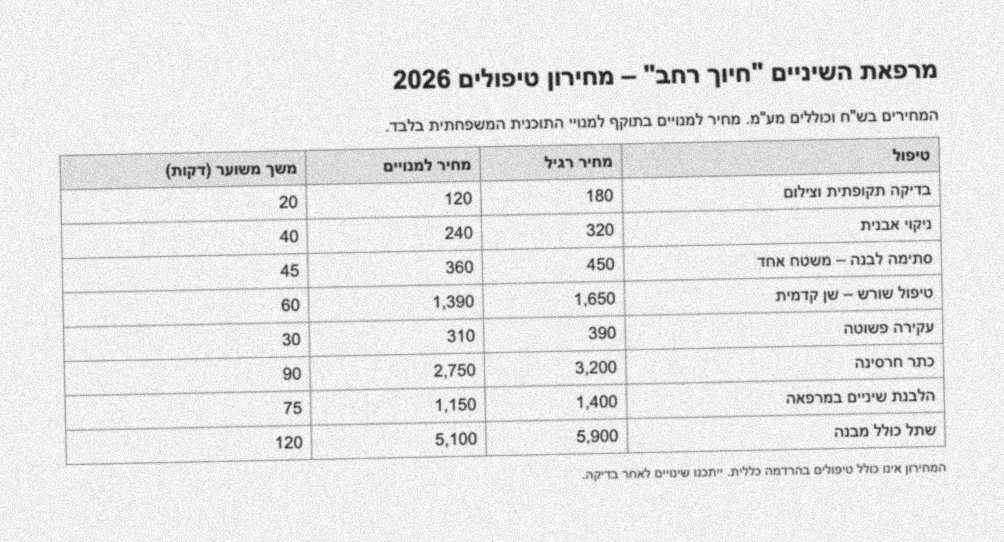 מרפאת השיניים "חיוך רחב" – מחירון טיפולים 2026
המחירים בש"ח וכוללים מע"מ. מחיר למנויים בתוקף למנויי התוכנית המשפחתית בלבד.
טיפול מחיר רגיל מחיר למנויים משך משוער (דקות)
בדיקה תקופתית וצילום 180 120 20
ניקוי אבנית 320 240 40
סתימה לבנה – משטח אחד 450 360 45
טיפול שורש – שן קדמית 1,650 1,390 60
עקירה פשוטה 390 310 30
כתר חרסינה 3,200 2,750 90
הלבנת שיניים במרפאה 1,400 1,150 75
שתל כולל מבנה 5,900 5,100 120
המחירון אינו כולל טיפולים בהרדמה כללית. ייתכנו שינויים לאחר בדיקה.